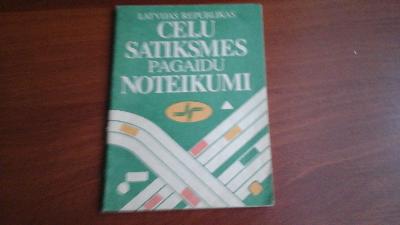 LATVIJAS REPUBLIKAS
CEĻU
SATIKSMES
PAGAIDU
NOTEIKUMI